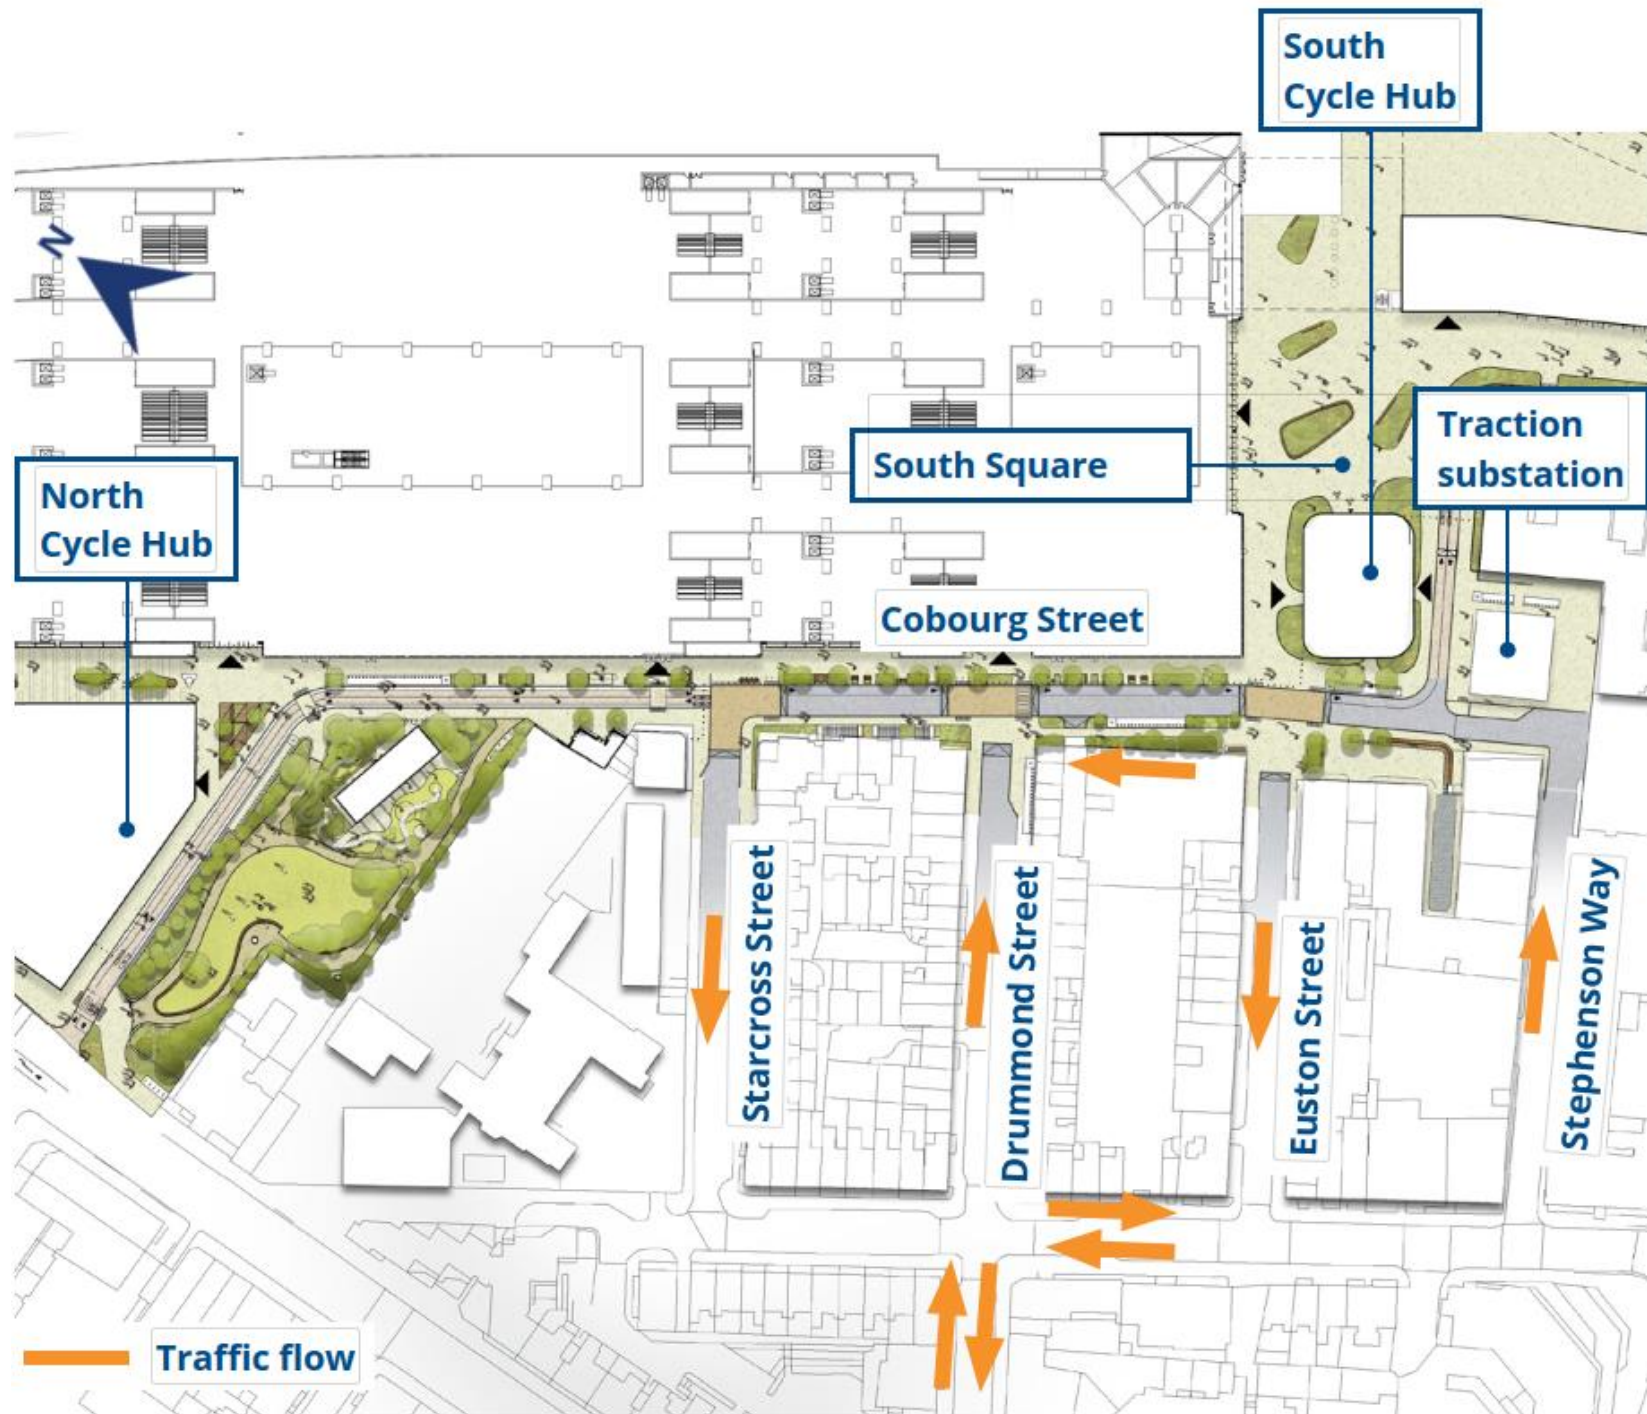 South
Cycle Hub
N
Traction
substation
South Square
North
Cycle Hub
Cobourg Street
Starcross Street
Drummond Street
Euston Street
Stephenson Way
Traffic flow